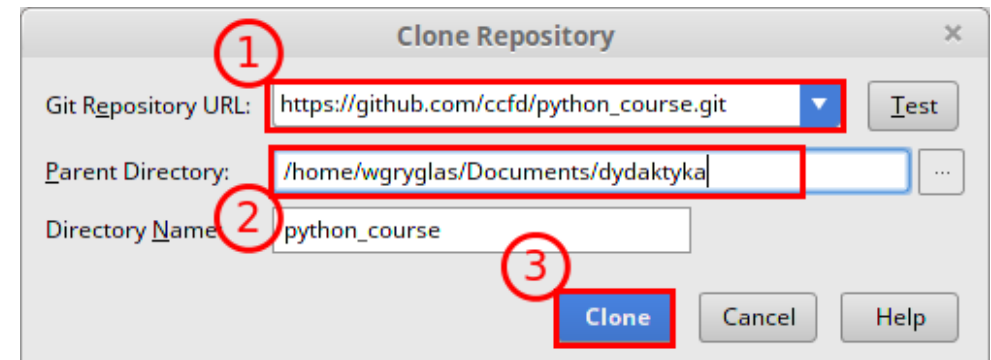 Clone Repository ×
1
Git Repository URL: https://github.com/ccfd/python_course.git Test
Parent Directory: /home/wgryglas/Documents/dydaktyka ...
2
Directory Name python_course
3
Clone Cancel Help